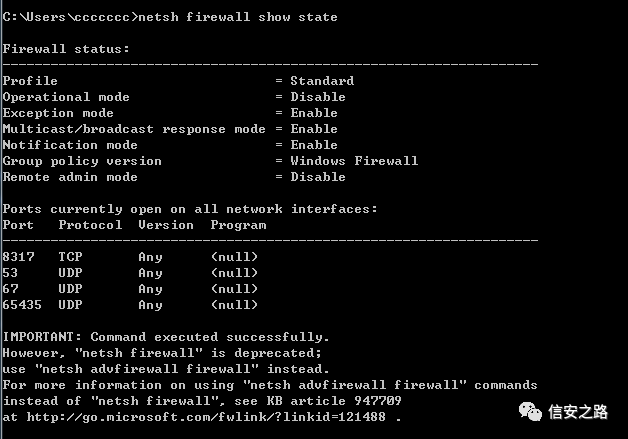 C:\Users\ccccccc>netsh firewall show state
Firewall status:
-------------------------------------------------------------------
Profile                           = Standard
Operational mode                  = Disable
Exception mode                    = Enable
Multicast/broadcast response mode = Enable
Notification mode                 = Enable
Group policy version              = Windows Firewall
Remote admin mode                 = Disable
Ports currently open on all network interfaces:
Port   Protocol  Version  Program
-------------------------------------------------------------------
8317   TCP       Any      (null)
53     UDP       Any      (null)
67     UDP       Any      (null)
65435  UDP       Any      (null)
IMPORTANT: Command executed successfully.
However, "netsh firewall" is deprecated;
use "netsh advfirewall firewall" instead.
For more information on using "netsh advfirewall firewall" commands
instead of "netsh firewall", see KB article 947709
at http://go.microsoft.com/fwlink/?linkid=121488 .
信安之路